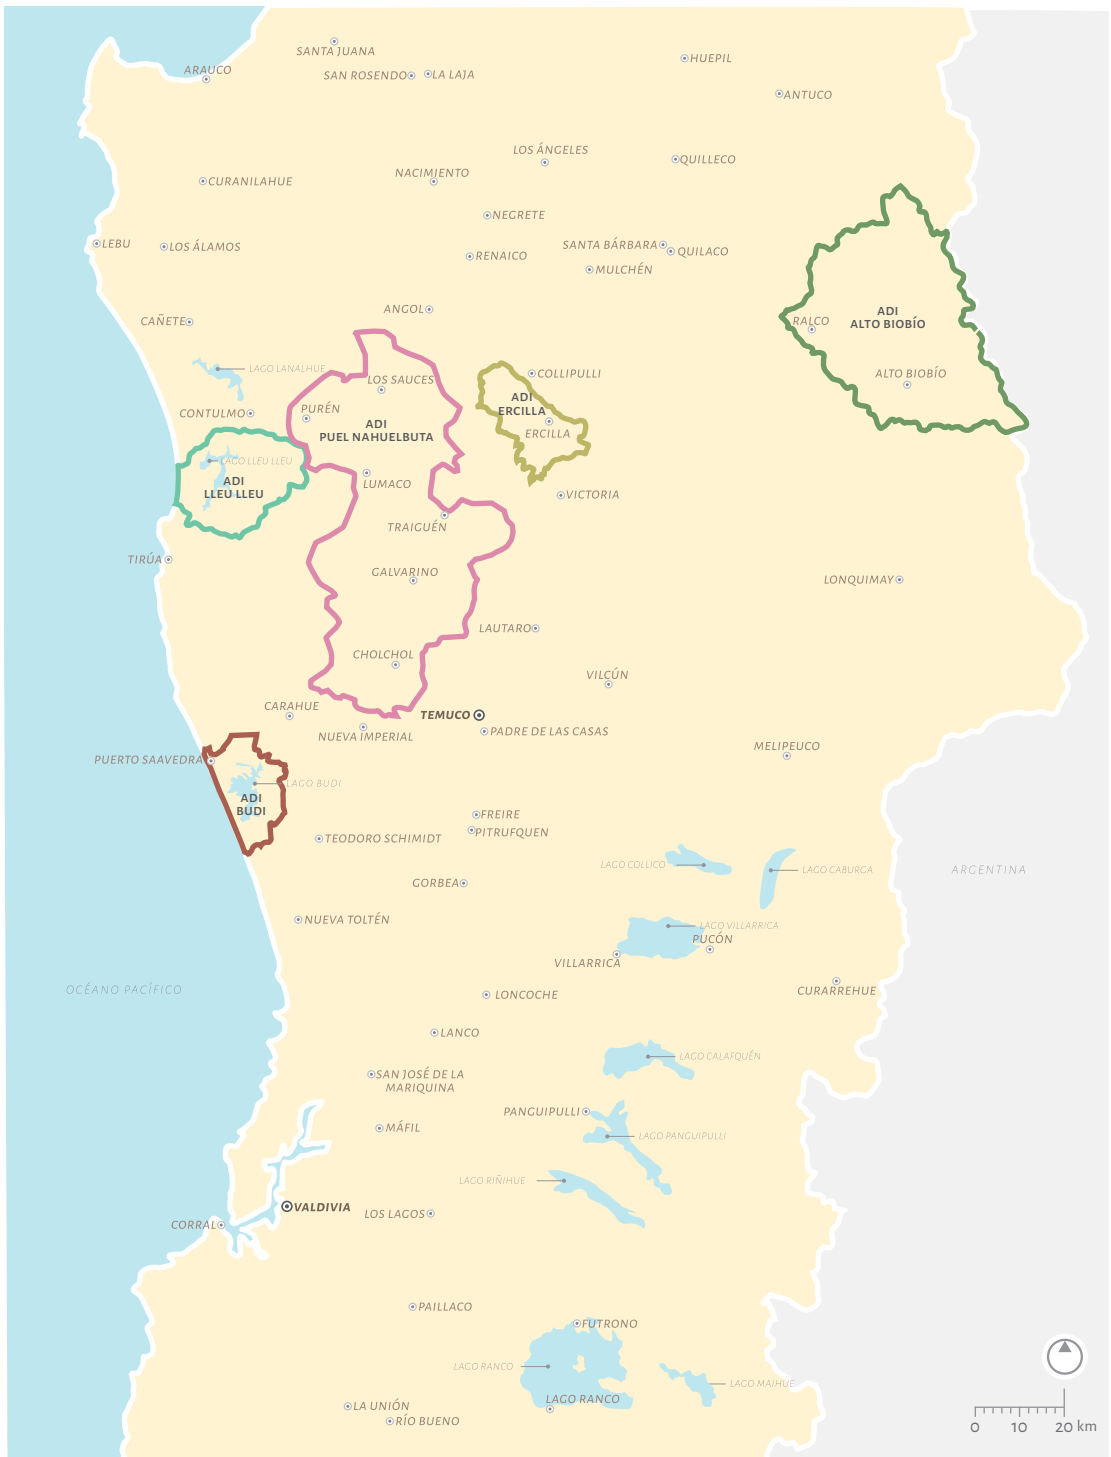 SANTA JUANA
HUEPIL
ARAUCO
SAN ROSENDO
LA LAJA
ANTUCO
LOS ÁNGELES
QUILLECO
NACIMIENTO
CURANILAHUE
NEGRETE
LEBU
LOS ÁLAMOS
SANTA BÁRBARA
QUILACO
RENAICO
MULCHÉN
ANGOL
ADI
ALTO BIOBÍO
CAÑETE
RALCO
LAGO LANALHUE
COLLIPULLI
ALTO BIOBÍO
LOS SAUCES
ADI
ERCILLA
PURÉN
CONTULMO
ADI
PUEL NAHUELBUTA
ERCILLA
LAGO LLEU LLEU
ADI
LLEU LLEU
LUMACO
VICTORIA
TRAIGUÉN
TIRÚA
GALVARINO
LONQUIMAY
LAUTARO
CHOLCHOL
VILCÚN
CARAHUE
TEMUCO
NUEVA IMPERIAL
PADRE DE LAS CASAS
MELIPEUCO
PUERTO SAAVEDRA
LAGO BUDI
ADI
BUDI
FREIRE
PITRUFQUEN
TEODORO SCHIMIDT
LAGO COLLICO
LAGO CABURGA
ARGENTINA
GORBEA
NUEVA TOLTÉN
LAGO VILLARRICA
PUCÓN
VILLARRICA
OCÉANO PACÍFICO
LONCOCHE
CURARREHUE
LANCO
LAGO CALAFQUÉN
SAN JOSÉ DE LA
MARIQUINA
PANGUIPULLI
MÁFIL
LAGO PANGUIPULLI
LAGO RIÑIHUE
VALDIVIA
LOS LAGOS
CORRAL
PAILLACO
FUTRONO
LAGO RANCO
LAGO MAIHUE
LAGO RANCO
LA UNIÓN
RÍO BUENO
0 10 20 km